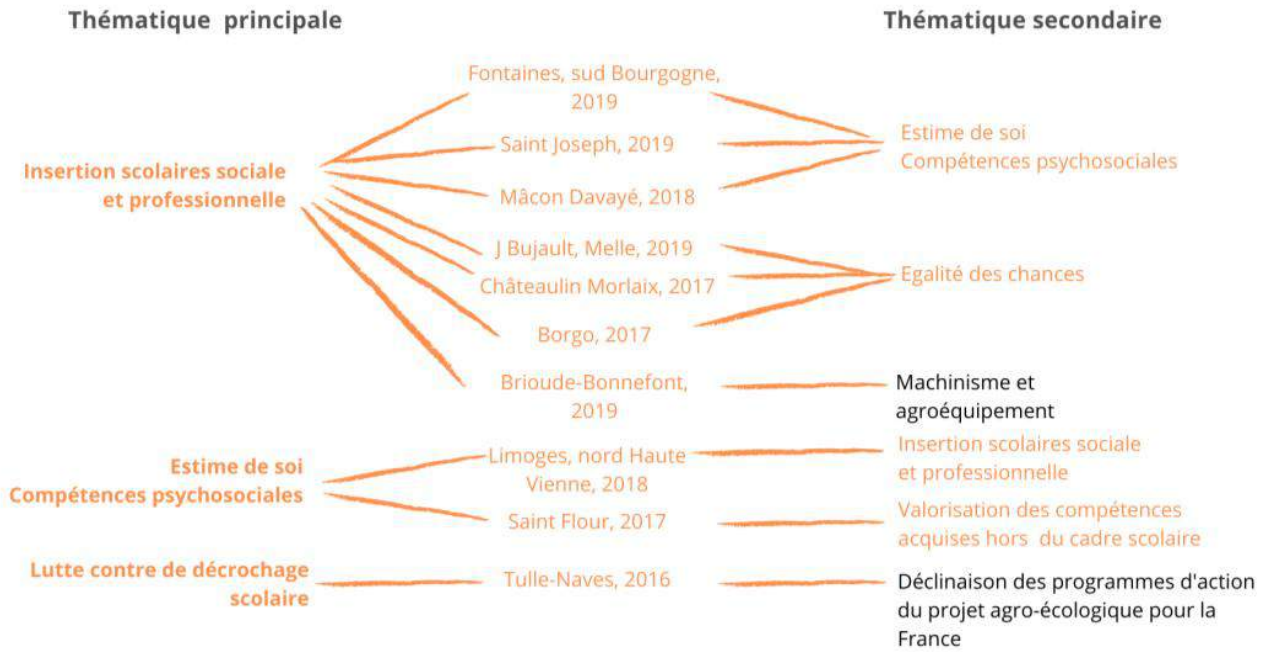 Thématique principale
Thématique secondaire
Insertion scolaires sociale
et professionnelle
Fontaines, sud Bourgogne,
2019
Saint Joseph, 2019
Mâcon Davayé, 2018
Estime de soi
Compétences psychosociales
J Bujault, Melle, 2019
Châteaulin Morlaix, 2017
Borgo, 2017
Egalité des chances
Brioude-Bonnefont,
2019
Machinisme et
agroéquipement
Estime de soi
Compétences psychosociales
Limoges, nord Haute
Vienne, 2018
Insertion scolaires sociale
et professionnelle
Saint Flour, 2017
Valorisation des compétences
acquises hors du cadre scolaire
Lutte contre de décrochage
scolaire
Tulle-Naves, 2016
Déclinaison des programmes d'action
du projet agro-écologique pour la
France